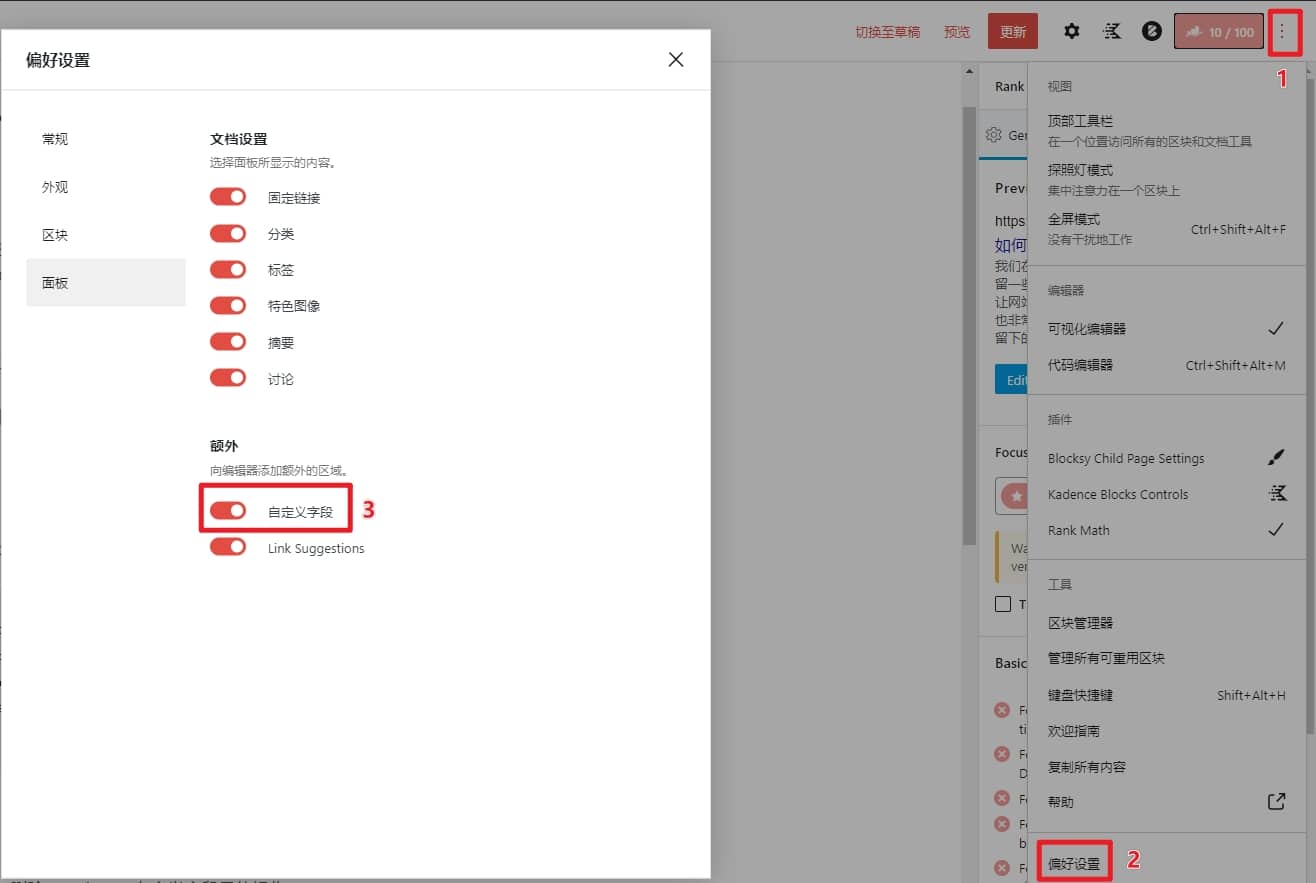 切换至草稿 预览 更新 10 / 100
1
偏好设置
常规
外观
区块
面板
文档设置
选择面板所显示的内容。
固定链接
分类
标签
特色图像
摘要
讨论
额外
向编辑器添加额外的区域。
自定义字段 3
Link Suggestions
Rank
Ger
Previ
https
如何
我们在
留一些
让网站
也非常
留下的
Edit
Focus
Wa
ver
T
Basic
Fo
ti
Fo
D
Fo
Fo
b
Fo
视图
顶部工具栏
在一个位置访问所有的区块和文档工具
探照灯模式
集中注意力在一个区块上
全屏模式 Ctrl+Shift+Alt+F
没有干扰地工作
编辑器
可视化编辑器
代码编辑器 Ctrl+Shift+Alt+M
插件
Blocksy Child Page Settings
Kadence Blocks Controls
Rank Math
工具
区块管理器
管理所有可重用区块
键盘快捷键 Shift+Alt+H
欢迎指南
复制所有内容
帮助
偏好设置 2